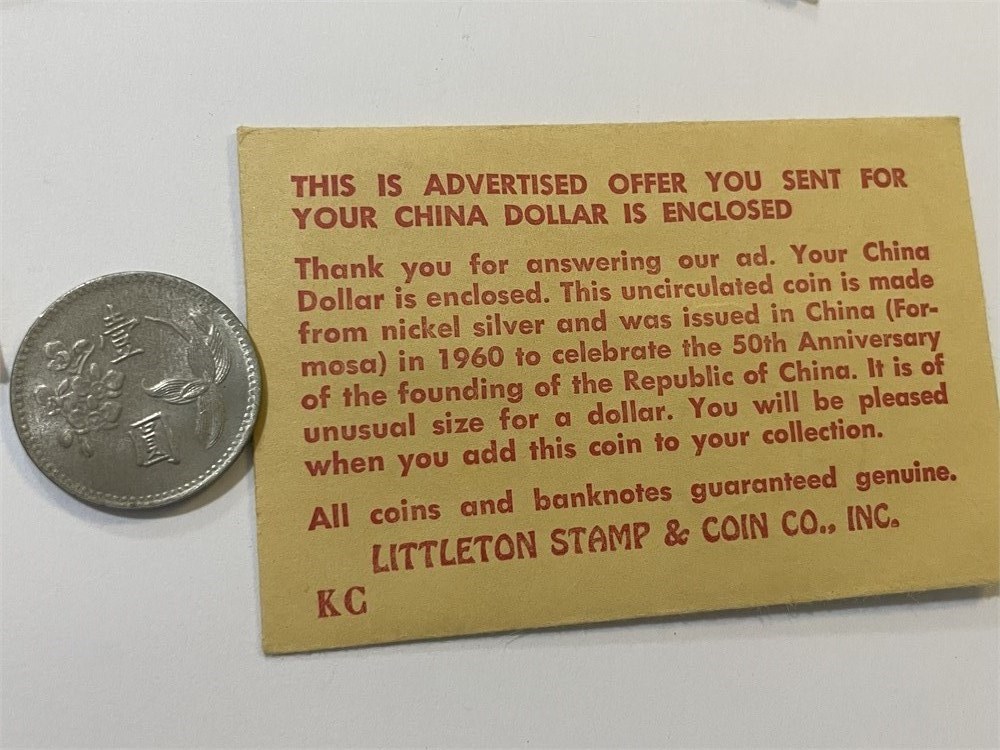 壹圓
THIS IS ADVERTISED OFFER YOU SENT FOR
YOUR CHINA DOLLAR IS ENCLOSED
Thank you for answering our ad. Your China
Dollar is enclosed. This uncirculated coin is made
from nickel silver and was issued in China (For-
mosa) in 1960 to celebrate the 50th Anniversary
of the founding of the Republic of China. It is of
unusual size for a dollar. You will be pleased
when you add this coin to your collection.
All coins and banknotes guaranteed genuine.
LITTLETON STAMP & COIN CO., INC.
KC